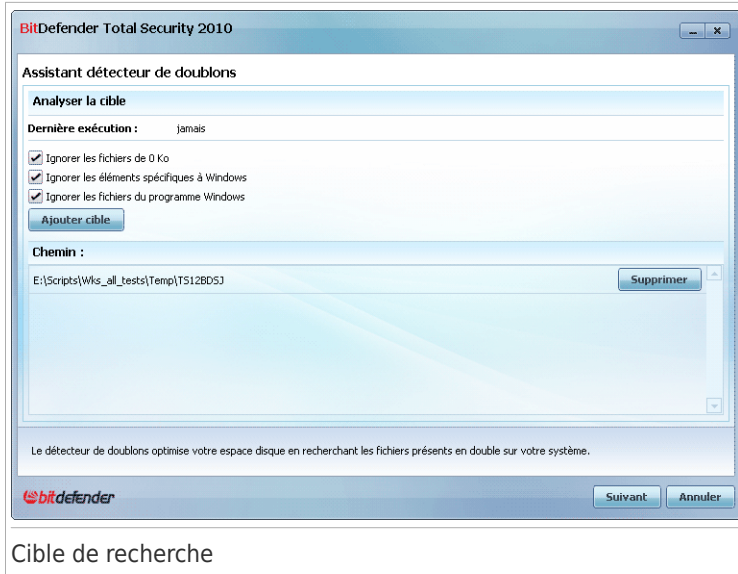 BitDefender Total Security 2010
Assistant détecteur de doublons
Analyser la cible
Dernière exécution : jamais
Ignorer les fichiers de 0 Ko
Ignorer les éléments spécifiques à Windows
Ignorer les fichiers du programme Windows
Ajouter cible
Chemin :
E:\Scripts\Wks_all_tests\Temp\TS12BDSJ Supprimer
Le détecteur de doublons optimise votre espace disque en recherchant les fichiers présents en double sur votre système.
bitdefender Suivant Annuler
Cible de recherche